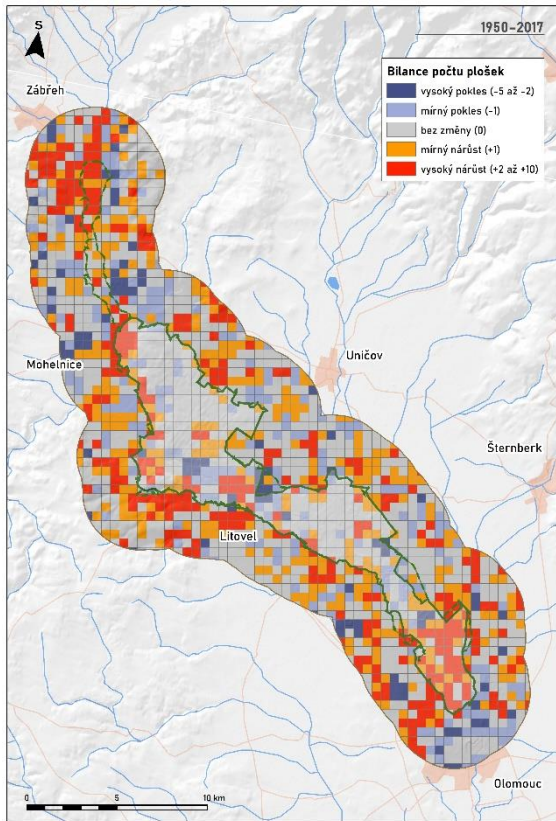 S
1950–2017
Bilance počtu plošek
vysoký pokles (-5 až -2)
mírný pokles (-1)
bez změny (0)
mírný nárůst (+1)
vysoký nárůst (+2 až +10)
Zábřeh
Uničov
Mohelnice
Šternberk
Litovel
Olomouc
0 5 10 km